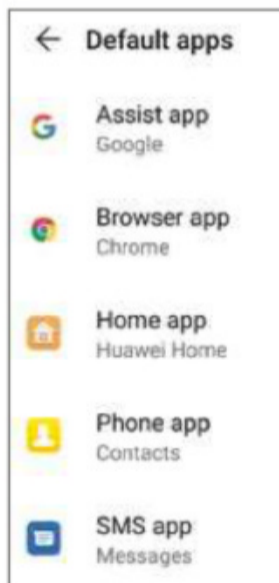 Default apps
Assist app
Google
Browser app
Chrome
Home app
Huawei Home
Phone app
Contacts
SMS app
Messages